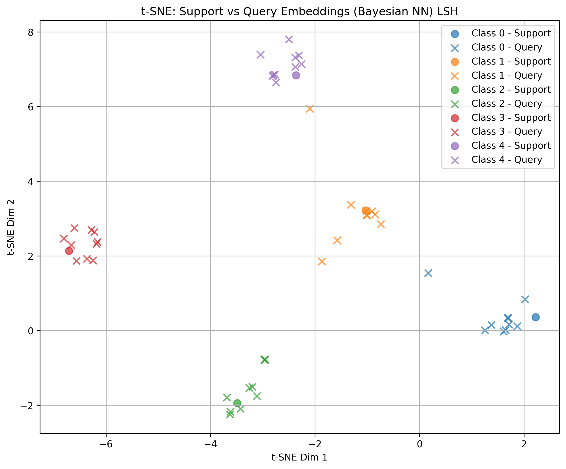 t-SNE: Support vs Query Embeddings (Bayesian NN) LSH
8
6
4
2
0
−2
t-SNE Dim 2
Class 0 - Support
Class 0 - Query
Class 1 - Support
Class 1 - Query
Class 2 - Support
Class 2 - Query
Class 3 - Support
Class 3 - Query
Class 4 - Support
Class 4 - Query
−6 −4 −2 0 2
t-SNE Dim 1